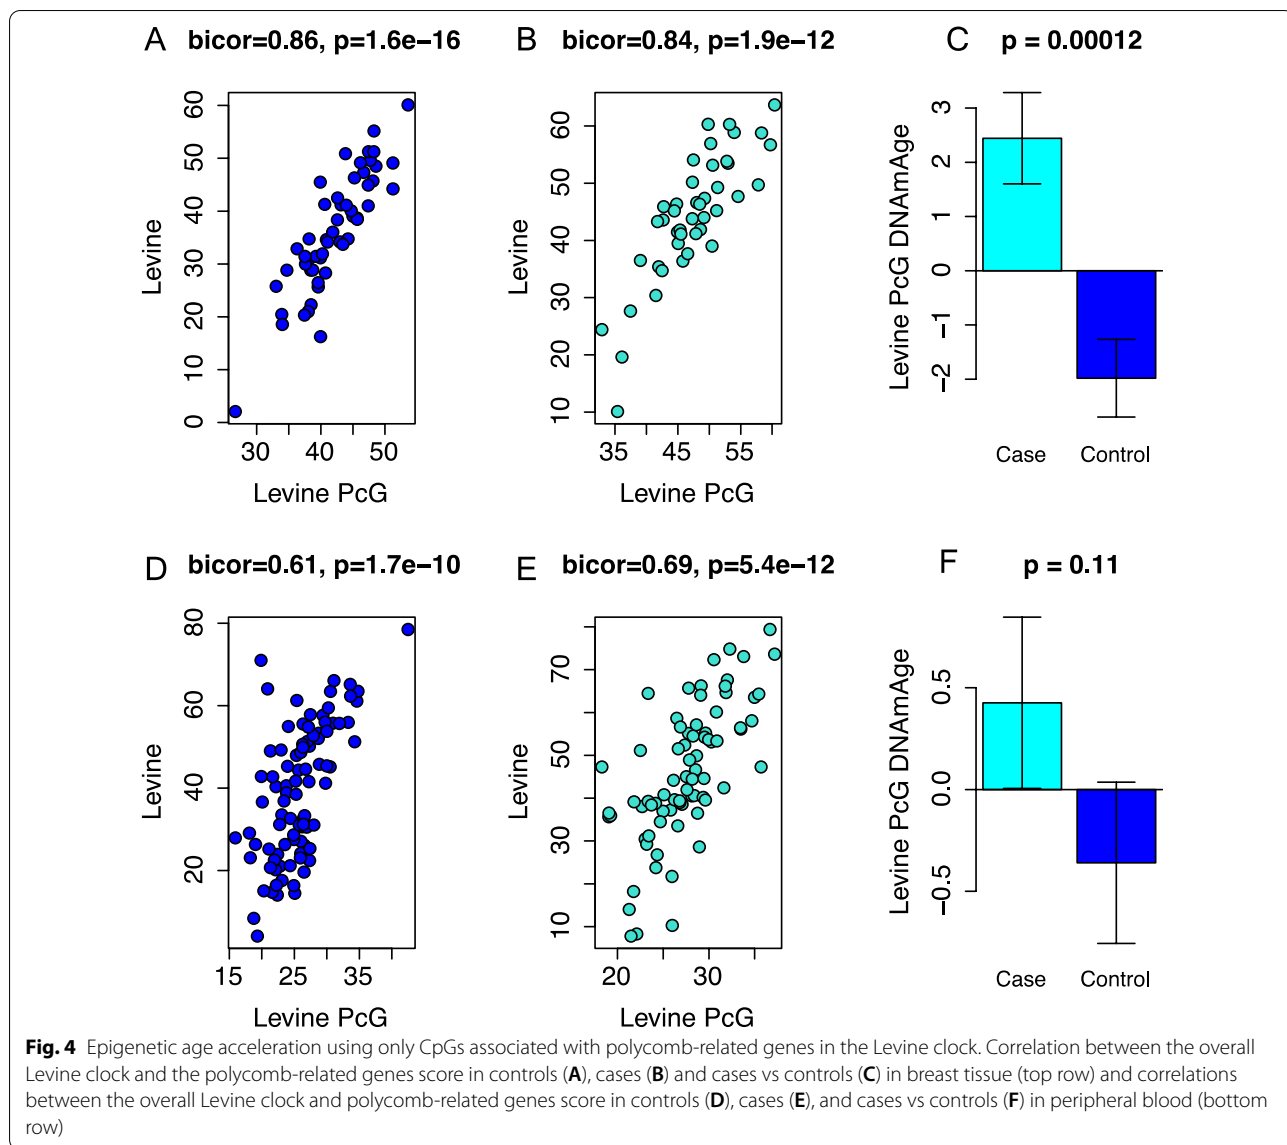 A bicor=0.86, p=1.6e−16
B bicor=0.84, p=1.9e−12
C p = 0.00012
Levine
0 10 20 30 40 50 60
30 40 50
Levine PcG
Levine
10 20 30 40 50 60
35 45 55
Levine PcG
Levine PcG DNAmAge
−2 −1 0 1 2 3
Case Control
D bicor=0.61, p=1.7e−10
E bicor=0.69, p=5.4e−12
F p = 0.11
Levine
20 40 60 80
15 25 35
Levine PcG
Levine
10 30 50 70
20 30
Levine PcG
Levine PcG DNAmAge
−0.5 0.0 0.5
Case Control
Fig. 4 Epigenetic age acceleration using only CpGs associated with polycomb-related genes in the Levine clock. Correlation between the overall
Levine clock and the polycomb-related genes score in controls (A), cases (B) and cases vs controls (C) in breast tissue (top row) and correlations
between the overall Levine clock and polycomb-related genes score in controls (D), cases (E), and cases vs controls (F) in peripheral blood (bottom
row)